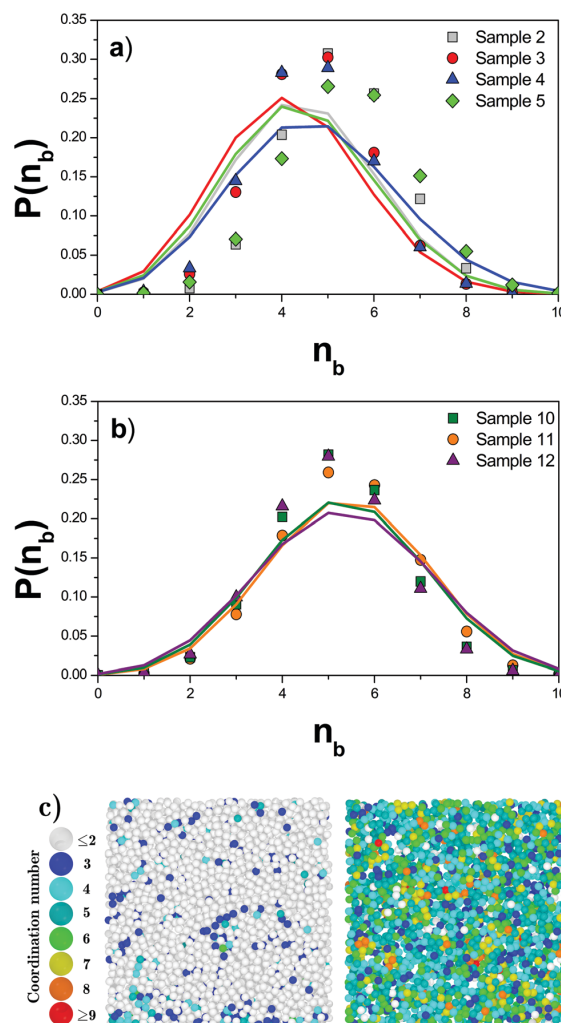 a)
Sample 2
Sample 3
Sample 4
Sample 5
0.35
0.30
0.25
0.20
0.15
0.10
0.05
0.00
P(n_b)
0 2 4 6 8 10
n_b
b)
Sample 10
Sample 11
Sample 12
0.35
0.30
0.25
0.20
0.15
0.10
0.05
0.00
P(n_b)
0 2 4 6 8 10
n_b
c)
Coordination number
≤2
3
4
5
6
7
8
≥9